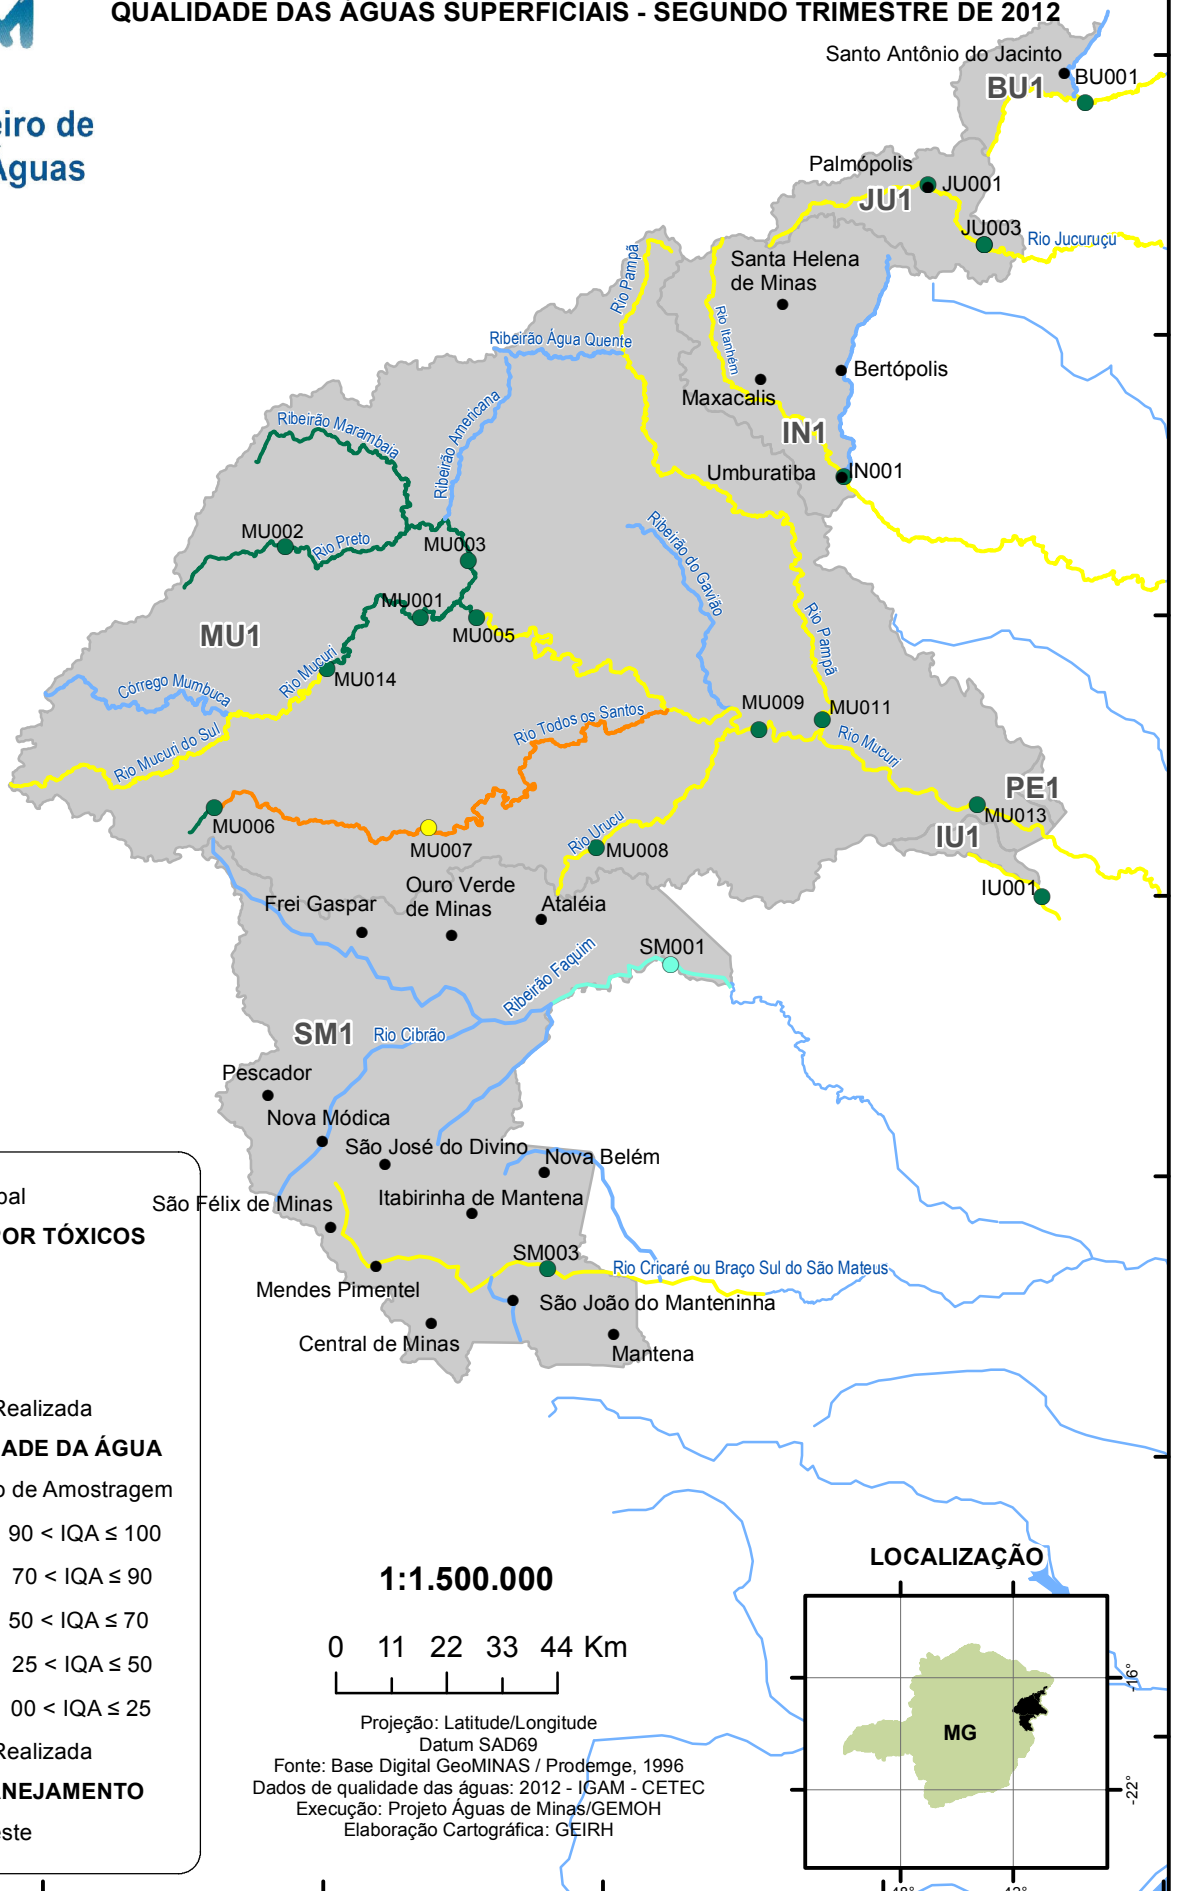 QUALIDADE DAS ÁGUAS SUPERFICIAIS - SEGUNDO TRIMESTRE DE 2012
Santo Antônio do Jacinto
BU1
BU001
eiro de
Águas
Palmópolis
JU1
JU001
JU003
Rio Jucuruçu
Santa Helena
de Minas
Rio Pampã
Rio Itanhém
Ribeirão Água Quente
Bertópolis
Maxacalis
Ribeirão Americana
Ribeirão Marambaia
IN1
Umburatiba
IN001
MU002
Rio Preto
MU003
Ribeirão do Gavião
MU001
MU005
Rio Pampã
MU1
Rio Mucuri
MU014
Córrego Mumbuca
Rio Mucuri do Sul
Rio Todos os Santos
MU009
MU011
Rio Mucuri
PE1
MU013
MU006
MU007
Rio Urucu
MU008
IU1
IU001
Ouro Verde
de Minas
Frei Gaspar
Ataléia
SM001
Ribeirão Faquim
SM1
Rio Cibrão
Pescador
Nova Módica
São José do Divino
Nova Belém
Itabirinha de Mantena
São Félix de Minas
SM003
Rio Cricaré ou Braço Sul do São Mateus
Mendes Pimentel
São João do Manteninha
Central de Minas
Mantena
pal
POR TÓXICOS
Realizada
ADE DA ÁGUA
o de Amostragem
90 < IQA ≤ 100
70 < IQA ≤ 90
50 < IQA ≤ 70
25 < IQA ≤ 50
00 < IQA ≤ 25
Realizada
ANEJAMENTO
este
1:1.500.000
0 11 22 33 44 Km
Projeção: Latitude/Longitude
Datum SAD69
Fonte: Base Digital GeoMINAS / Prodemge, 1996
Dados de qualidade das águas: 2012 - IGAM - CETEC
Execução: Projeto Águas de Minas/GEMOH
Elaboração Cartográfica: GEIRH
LOCALIZAÇÃO
MG
-16°
-22°